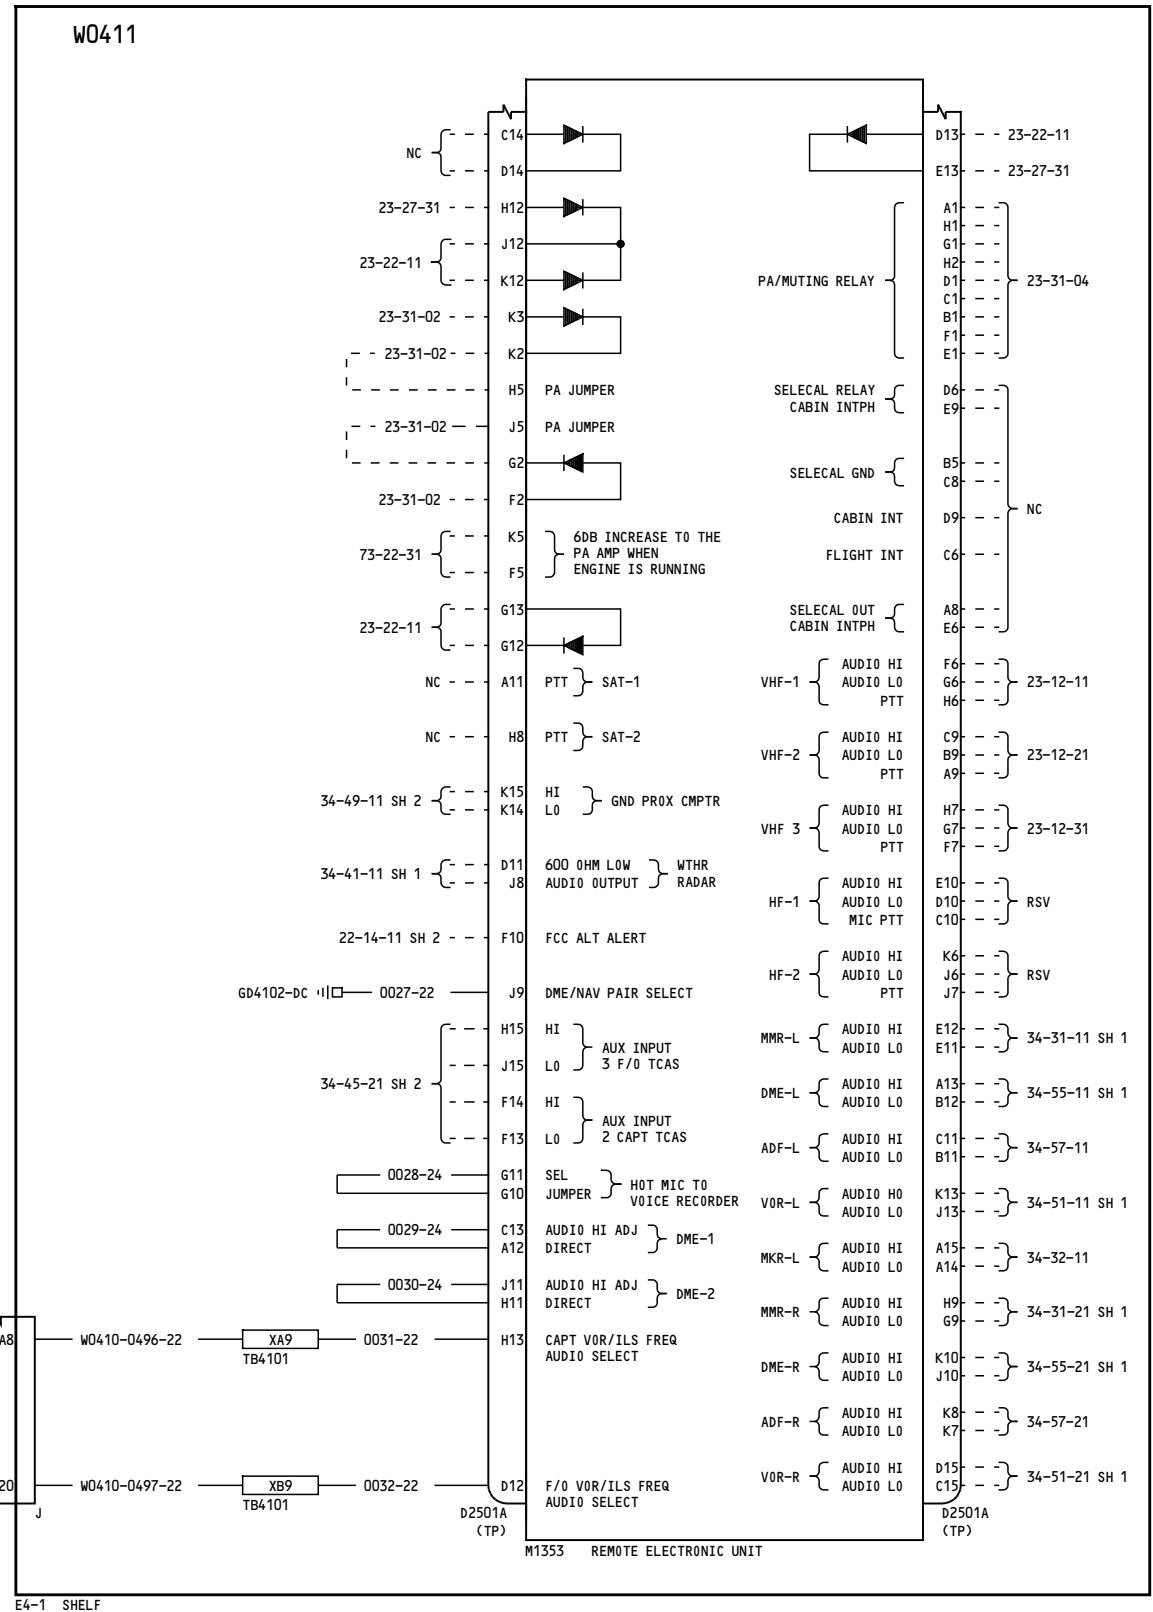 W0411
NC
C14
D14
23-27-31
H12
23-22-11
J12
K12
23-31-02
K3
23-31-02
K2
H5 PA JUMPER
23-31-02
J5 PA JUMPER
G2
23-31-02
F2
73-22-31
K5
F5
6DB INCREASE TO THE
PA AMP WHEN
ENGINE IS RUNNING
23-22-11
G13
G12
NC A11 PTT SAT-1
NC H8 PTT SAT-2
34-49-11 SH 2
K15 HI
K14 LO
GND PROX CMPTR
34-41-11 SH 1
D11 600 OHM LOW
J8 AUDIO OUTPUT
WTHR
RADAR
22-14-11 SH 2 F10 FCC ALT ALERT
GD4102-DC 0027-22 J9 DME/NAV PAIR SELECT
34-45-21 SH 2
H15 HI
J15 LO
AUX INPUT
3 F/O TCAS
F14 HI
F13 LO
AUX INPUT
2 CAPT TCAS
0028-24
G11 SEL
G10 JUMPER
HOT MIC TO
VOICE RECORDER
0029-24
C13 AUDIO HI ADJ
A12 DIRECT
DME-1
0030-24
J11 AUDIO HI ADJ
H11 DIRECT
DME-2
A8 W0410-0496-22 XA9 0031-22 H13 CAPT VOR/ILS FREQ
TB4101 AUDIO SELECT
20 W0410-0497-22 XB9 0032-22 D12 F/O VOR/ILS FREQ
TB4101 AUDIO SELECT
J
D2501A
(TP)
D13 23-22-11
E13 23-27-31
PA/MUTING RELAY
A1
H1
G1
H2
D1
C1
B1
F1
E1
23-31-04
SELECAL RELAY D6
CABIN INTPH E9
SELECAL GND
B5
C8
CABIN INT D9
FLIGHT INT C6
SELECAL OUT A8
CABIN INTPH E6
NC
VHF-1
AUDIO HI F6
AUDIO LO G6
PTT H6
23-12-11
VHF-2
AUDIO HI C9
AUDIO LO B9
PTT A9
23-12-21
VHF 3
AUDIO HI H7
AUDIO LO G7
PTT F7
23-12-31
HF-1
AUDIO HI E10
AUDIO LO D10
MIC PTT C10
RSV
HF-2
AUDIO HI K6
AUDIO LO J6
PTT J7
RSV
MMR-L
AUDIO HI E12
AUDIO LO E11
34-31-11 SH 1
DME-L
AUDIO HI A13
AUDIO LO B12
34-55-11 SH 1
ADF-L
AUDIO HI C11
AUDIO LO B11
34-57-11
VOR-L
AUDIO HO K13
AUDIO LO J13
34-51-11 SH 1
MKR-L
AUDIO HI A15
AUDIO LO A14
34-32-11
MMR-R
AUDIO HI H9
AUDIO LO G9
34-31-21 SH 1
DME-R
AUDIO HI K10
AUDIO LO J10
34-55-21 SH 1
ADF-R
AUDIO HI K8
AUDIO LO K7
34-57-21
VOR-R
AUDIO HI D15
AUDIO LO C15
34-51-21 SH 1
D2501A
(TP)
M1353 REMOTE ELECTRONIC UNIT
E4-1 SHELF